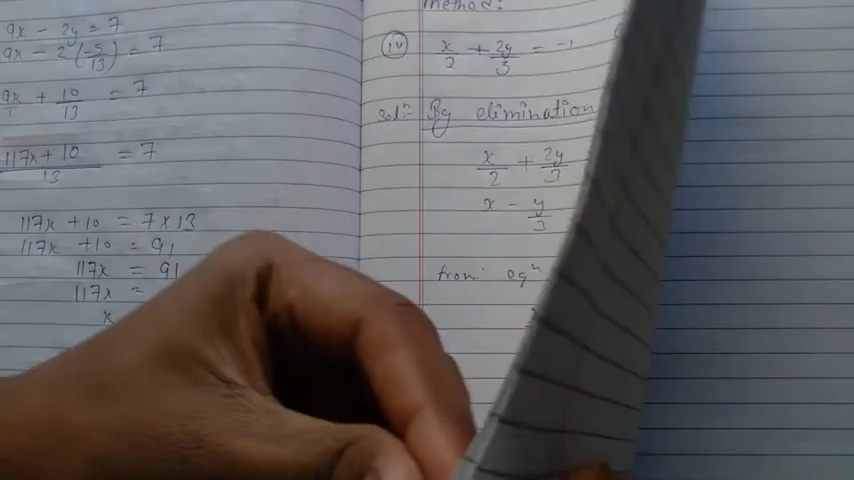 9x - 2y = 7
9x - 2(-5/13) = 7
9x + 10/13 = 7
117x + 10 / 13 = 7
117x + 10 = 7 x 13
117x + 10 = 91
117x = 91
117x =
x
method:
(iv) x/2 + 2y/3 = -1
Solⁿ:- By elimination
x/2 + 2y/3
x - y/3
from eqⁿ